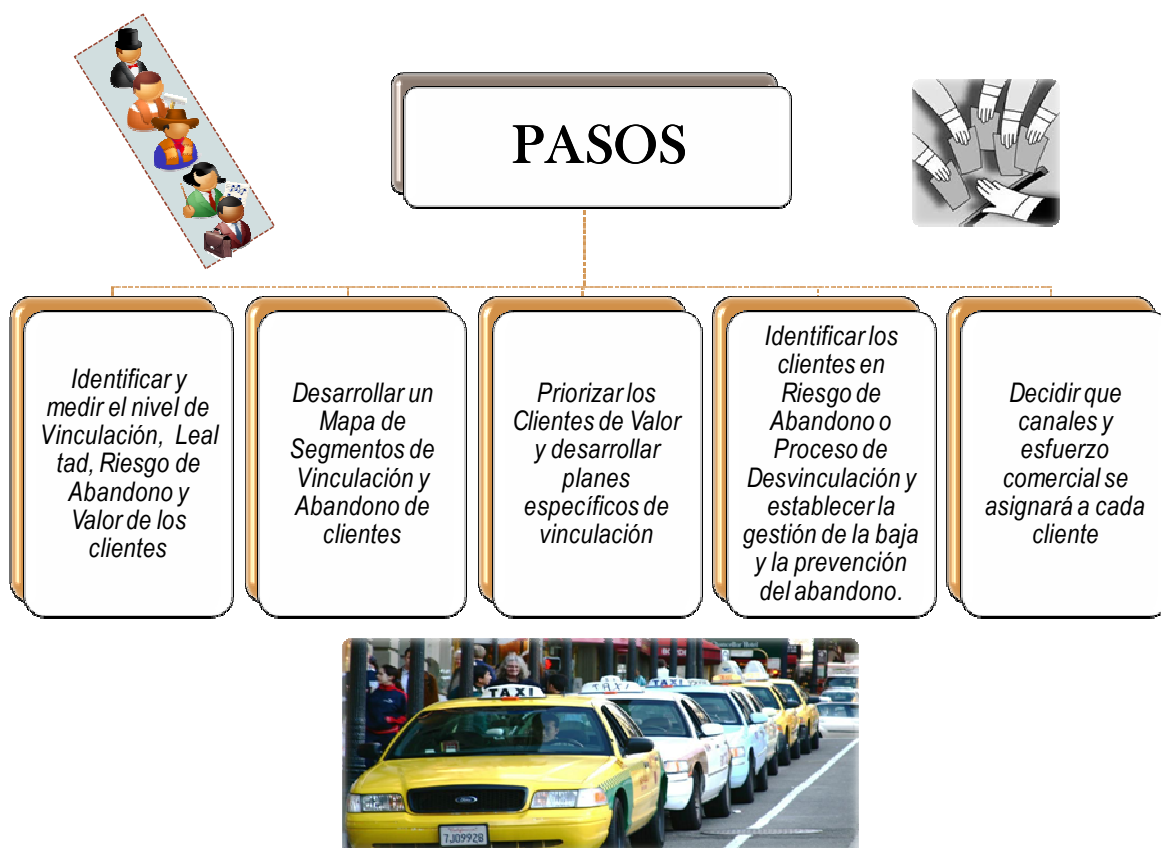 PASOS
Identificar y
medir el nivel de
Vinculación, Leal
tad, Riesgo de
Abandono y
Valor de los
clientes
Desarrollar un
Mapa de
Segmentos de
Vinculación y
Abandono de
clientes
Priorizar los
Clientes de Valor
y desarrollar
planes
específicos de
vinculación
Identificar los
clientes en
Riesgo de
Abandono o
Proceso de
Desvinculación y
establecer la
gestión de la baja
y la prevención
del abandono.
Decidir que
canales y
esfuerzo
comercial se
asignará a cada
cliente
TAXI
TAXI
Ford
7J09928